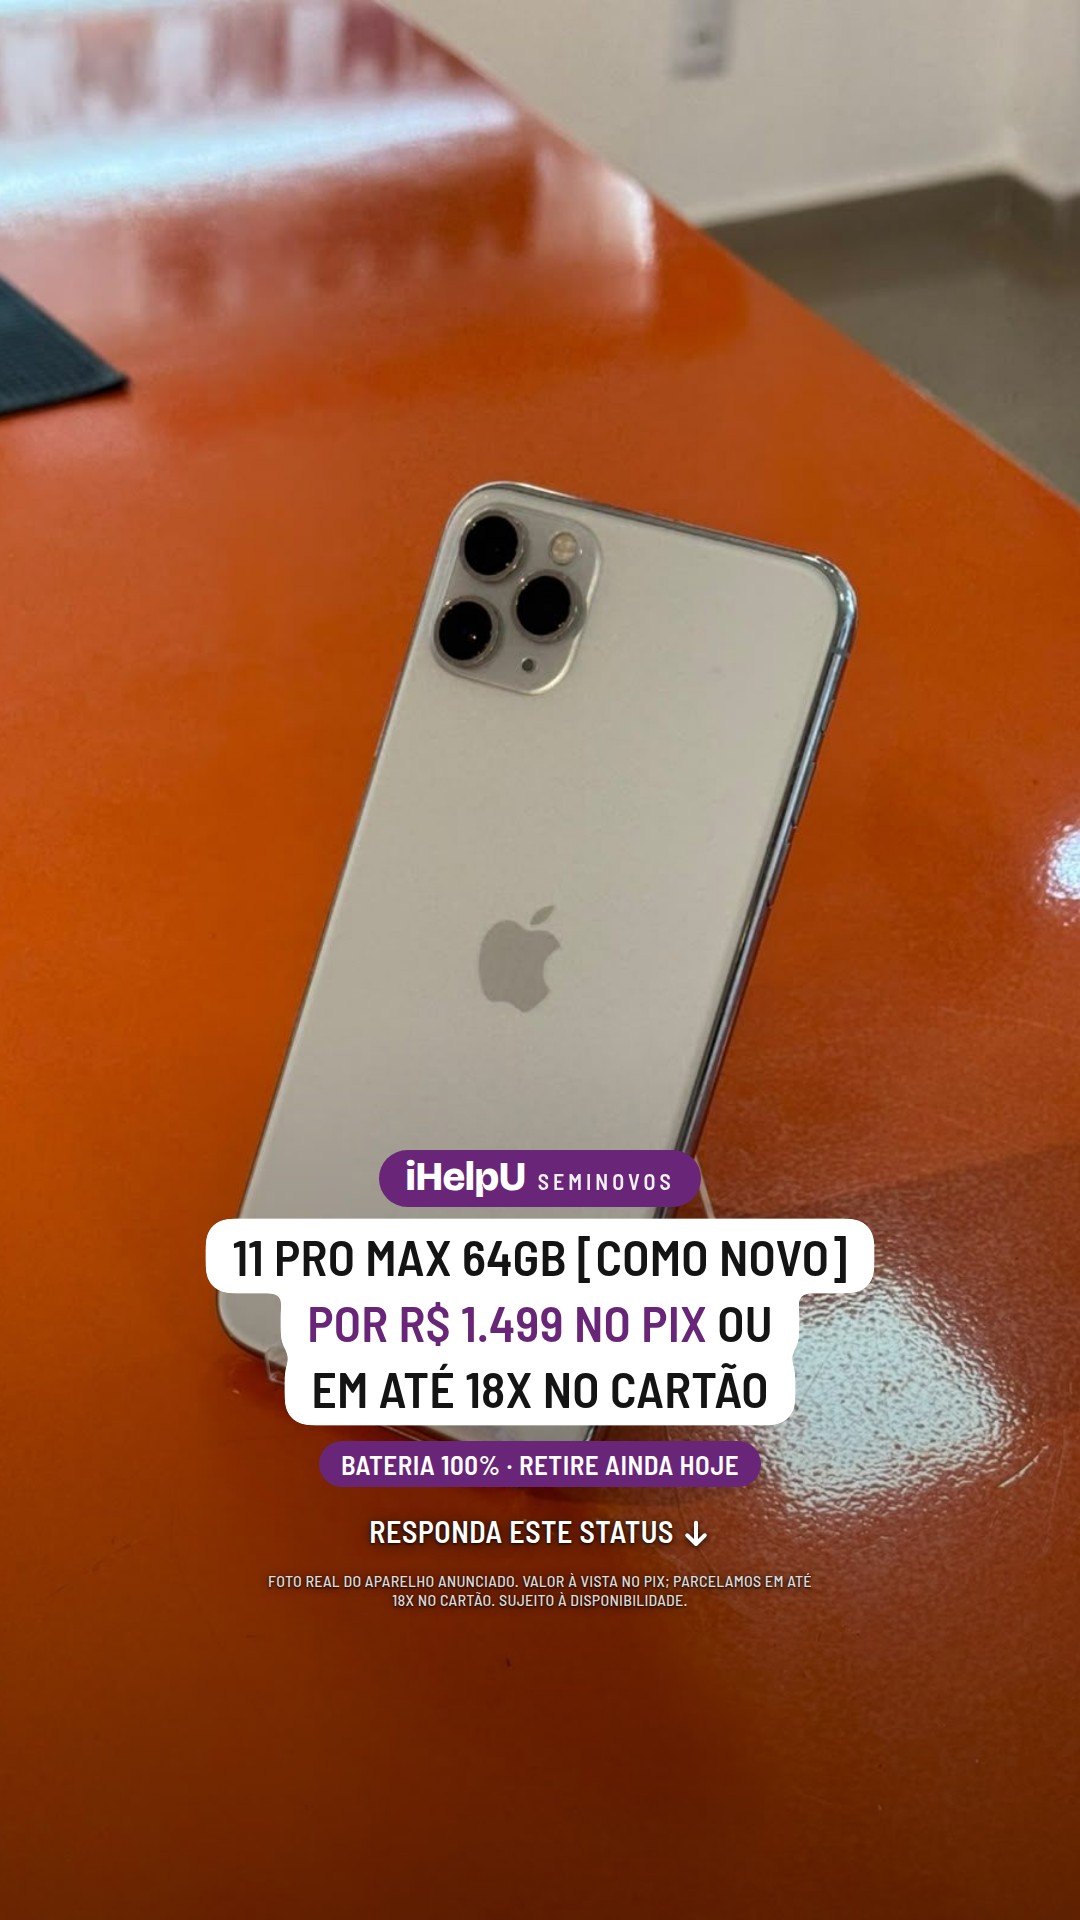 iHelpU SEMINOVOS
11 PRO MAX 64GB [COMO NOVO]
POR R$ 1.499 NO PIX OU
EM ATÉ 18X NO CARTÃO
BATERIA 100% · RETIRE AINDA HOJE
RESPONDA ESTE STATUS ↓
FOTO REAL DO APARELHO ANUNCIADO. VALOR À VISTA NO PIX; PARCELAMOS EM ATÉ
18X NO CARTÃO. SUJEITO À DISPONIBILIDADE.